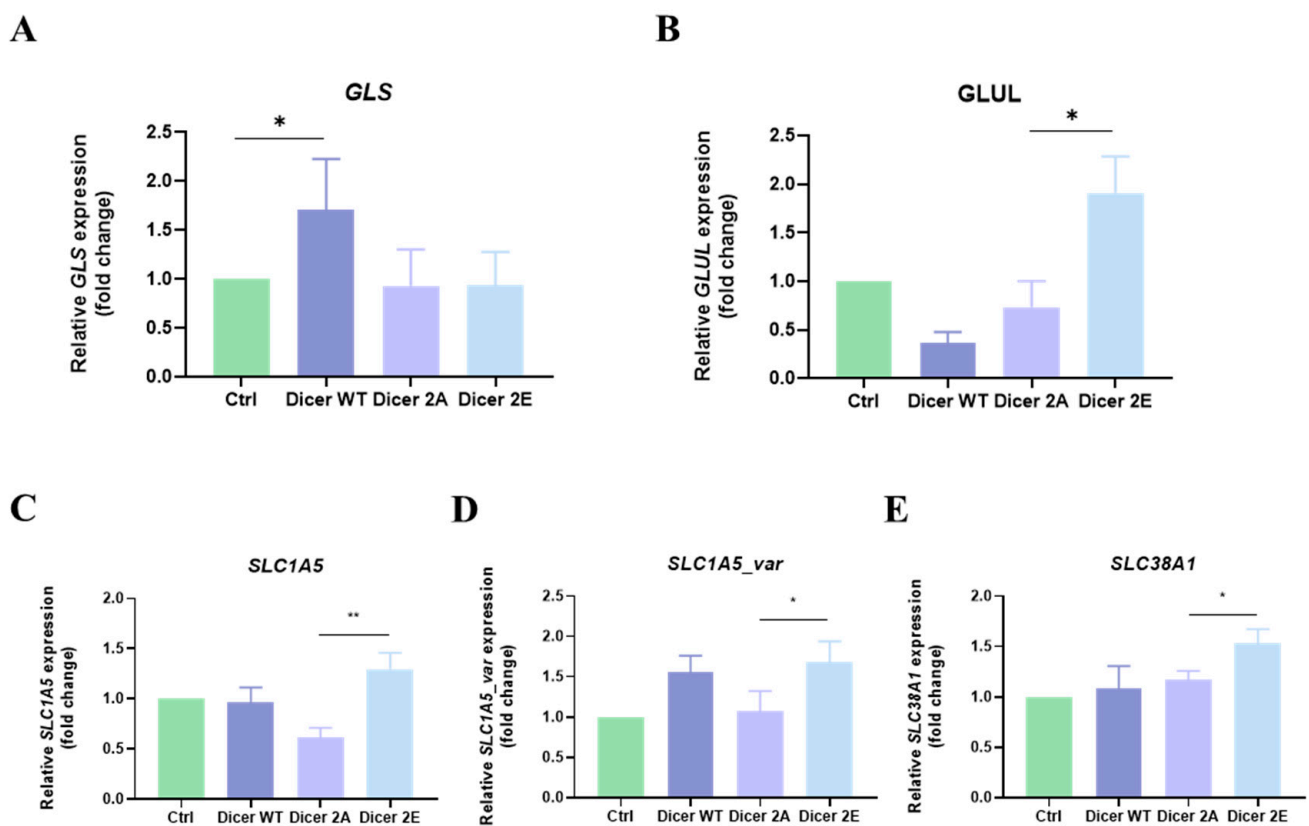 A
GLS
*
Relative GLS expression
(fold change)
2.5
2.0
1.5
1.0
0.5
0.0
Ctrl Dicer WT Dicer 2A Dicer 2E
B
GLUL
*
Relative GLUL expression
(fold change)
2.5
2.0
1.5
1.0
0.5
0.0
Ctrl Dicer WT Dicer 2A Dicer 2E
C
SLC1A5
**
Relative SLC1A5 expression
(fold change)
2.0
1.5
1.0
0.5
0.0
Ctrl Dicer WT Dicer 2A Dicer 2E
D
SLC1A5_var
*
Relative SLC1A5_var expression
(fold change)
2.5
2.0
1.5
1.0
0.5
0.0
Ctrl Dicer WT Dicer 2A Dicer 2E
E
SLC38A1
*
Relative SLC38A1 expression
(fold change)
2.0
1.5
1.0
0.5
0.0
Ctrl Dicer WT Dicer 2A Dicer 2E